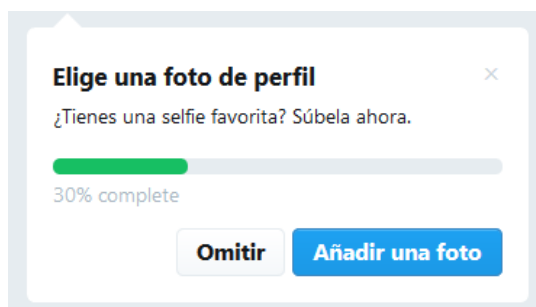 Elige una foto de perfil
¿Tienes una selfie favorita? Súbela ahora.
30% complete
Omitir
Añadir una foto